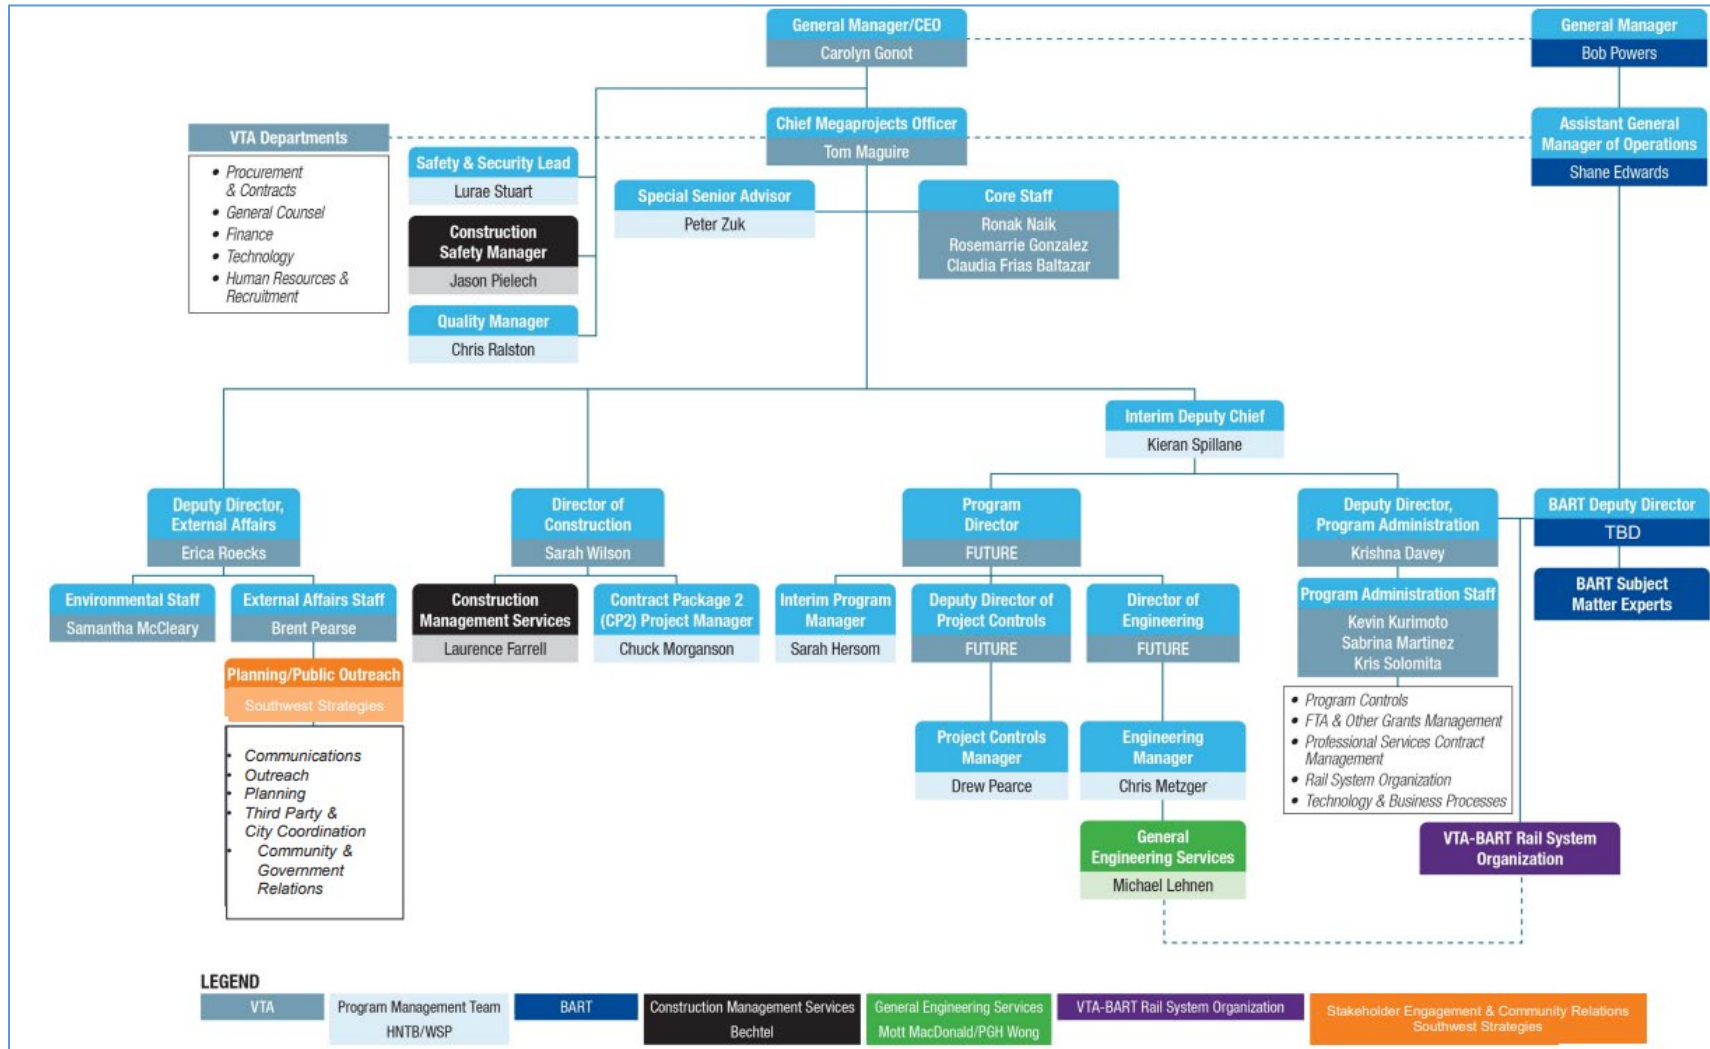 General Manager/CEO
Carolyn Gonot
General Manager
Bob Powers
VTA Departments
• Procurement
& Contracts
• General Counsel
• Finance
• Technology
• Human Resources &
Recruitment
Chief Megaprojects Officer
Tom Maguire
Assistant General
Manager of Operations
Shane Edwards
Safety & Security Lead
Lurae Stuart
Construction
Safety Manager
Jason Pielech
Quality Manager
Chris Ralston
Special Senior Advisor
Peter Zuk
Core Staff
Ronak Naik
Rosemarrie Gonzalez
Claudia Frias Baltazar
Interim Deputy Chief
Kieran Spillane
Deputy Director,
External Affairs
Erica Roecks
Director of
Construction
Sarah Wilson
Program
Director
FUTURE
Deputy Director,
Program Administration
Krishna Davey
BART Deputy Director
TBD
Environmental Staff
Samantha McCleary
External Affairs Staff
Brent Pearse
Construction
Management Services
Laurence Farrell
Contract Package 2
(CP2) Project Manager
Chuck Morganson
Interim Program
Manager
Sarah Hersom
Deputy Director of
Project Controls
FUTURE
Director of
Engineering
FUTURE
Program Administration Staff
Kevin Kurimoto
Sabrina Martinez
Kris Solomita
BART Subject
Matter Experts
Planning/Public Outreach
Southwest Strategies
• Communications
• Outreach
• Planning
• Third Party &
City Coordination
• Community &
Government
Relations
Project Controls
Manager
Drew Pearce
Engineering
Manager
Chris Metzger
• Program Controls
• FTA & Other Grants Management
• Professional Services Contract
Management
• Rail System Organization
• Technology & Business Processes
General
Engineering Services
Michael Lehnen
VTA-BART Rail System
Organization
LEGEND
VTA
Program Management Team
HNTB/WSP
BART
Construction Management Services
Bechtel
General Engineering Services
Mott MacDonald/PGH Wong
VTA-BART Rail System Organization
Stakeholder Engagement & Community Relations
Southwest Strategies